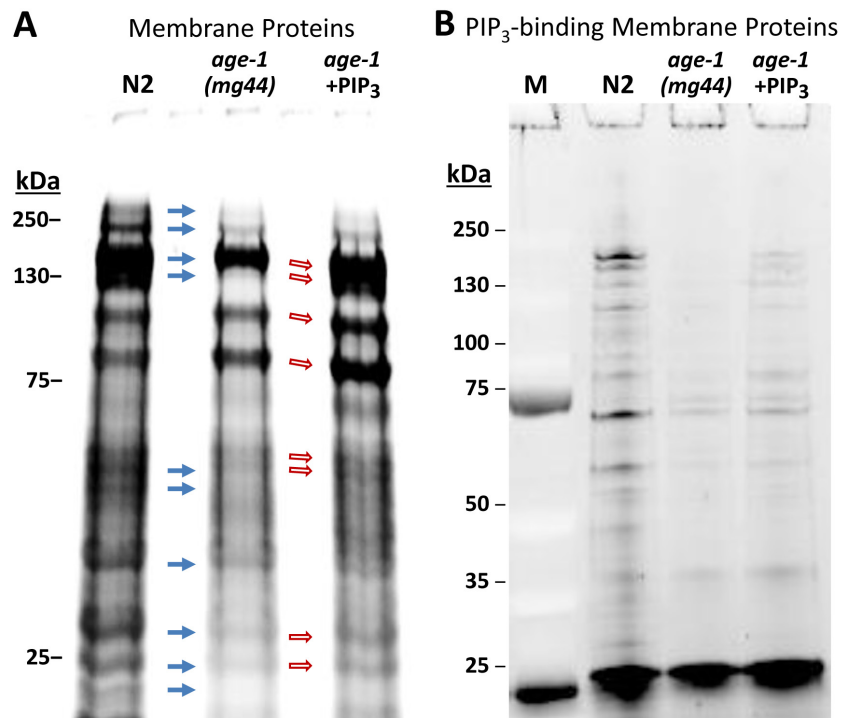 A
Membrane Proteins
N2
age-1
(mg44)
age-1
+PIP3
kDa
250–
130–
75–
25–
B PIP3-binding Membrane Proteins
M
N2
age-1
(mg44)
age-1
+PIP3
kDa
250 –
130 –
100 –
75 –
50 –
35 –
25 –